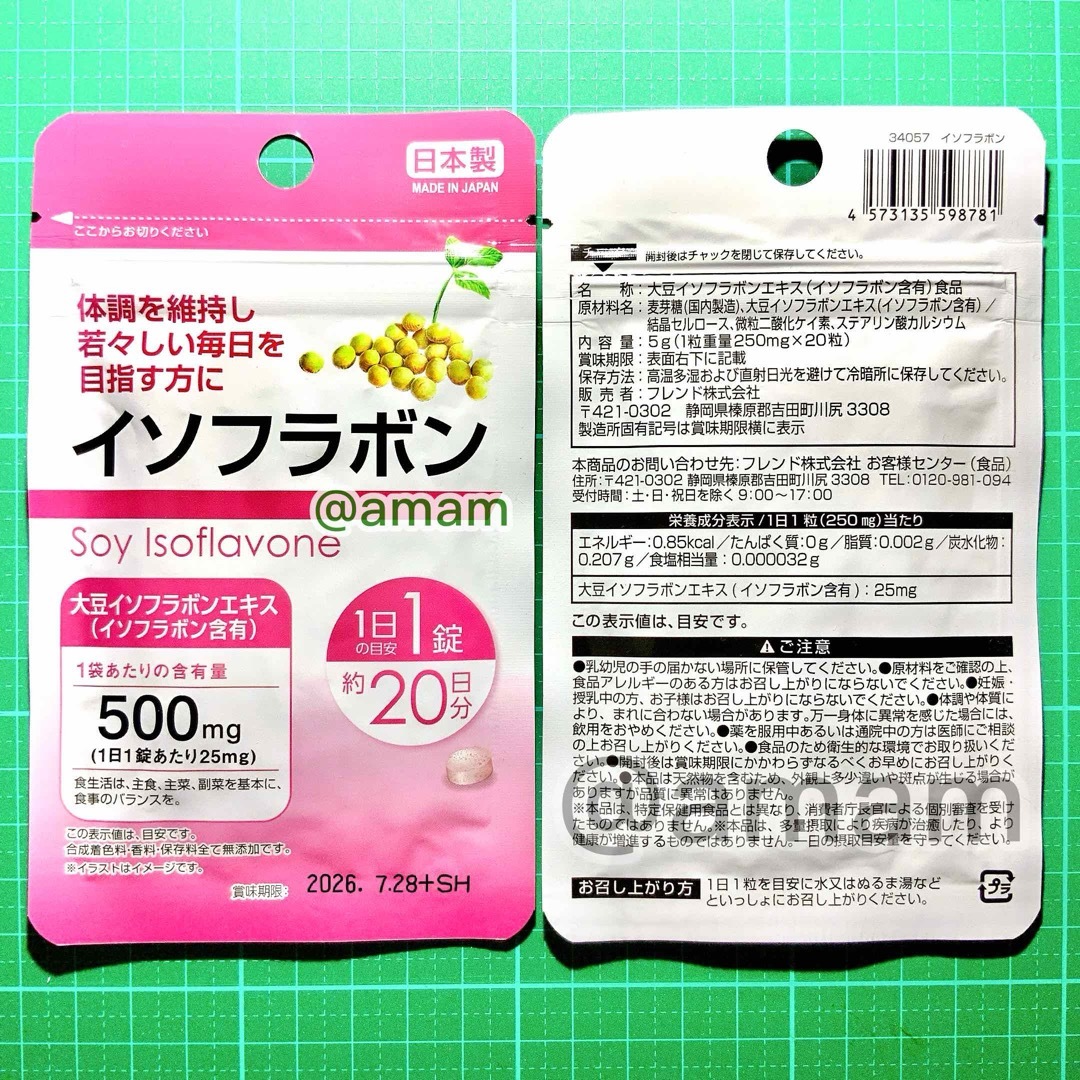 日本製
MADE IN JAPAN
ここからお切りください
体調を維持し
若々しい毎日を
目指す方に
イソフラボン
@amam
Soy Isoflavone
大豆イソフラボンエキス
(イソフラボン含有)
1袋あたりの含有量
500mg
(1日1錠あたり25mg)
食生活は、主食、主菜、副菜を基本に、
食事のバランスを。
1日の目安1錠
約20日分
この表示値は、目安です。
合成着色料・香料・保存料全て無添加です。
※イラストはイメージです。
賞味期限: 2026. 7.28+SH
34057 イソフラボン
4 573135 598781
チャック 開封後はチャックを閉じて保存してください。
名称:大豆イソフラボンエキス(イソフラボン含有)食品
原材料名:麦芽糖(国内製造)、大豆イソフラボンエキス(イソフラボン含有)/
結晶セルロース、微粒二酸化ケイ素、ステアリン酸カルシウム
内容量:5g(1粒重量250mg×20粒)
賞味期限:表面右下に記載
保存方法:高温多湿および直射日光を避けて冷暗所に保存してください。
販売者:フレンド株式会社
〒421-0302 静岡県榛原郡吉田町川尻 3308
製造所固有記号は賞味期限横に表示
本商品のお問い合わせ先:フレンド株式会社 お客様センター(食品)
住所:〒421-0302 静岡県榛原郡吉田町川尻 3308 TEL:0120-981-094
受付時間:土・日・祝日を除く 9:00〜17:00
栄養成分表示/1日1粒(250㎎)当たり
エネルギー:0.85kcal/たんぱく質:0g/脂質:0.002g/炭水化物:
0.207g/食塩相当量:0.000032g
大豆イソフラボンエキス(イソフラボン含有):25mg
この表示値は、目安です。
ご注意
●乳幼児の手の届かない場所に保管してください。●原材料をご確認の上、
食品アレルギーのある方はお召し上がりにならないでください。●妊娠・
授乳中の方、お子様はお召し上がりにならないでください。●体調や体質に
より、まれに合わない場合があります。万一身体に異常を感じた場合には、
飲用をおやめください。●薬を服用中あるいは通院中の方は医師にご相談
の上お召し上がりください。●食品のため衛生的な環境でお取り扱いくだ
さい。●開封後は賞味期限にかかわらずなるべくお早めにお召し上がりくだ
さい。●本品は天然物を含むため、外観上多少違いや斑点が生じる場合が
ありますが品質に異常はありません。
※本品は、特定保健用食品とは異なり、消費者庁長官による個別審査を受け
たものではありません。※本品は、多量摂取により疾病が治癒したり、より
健康が増進するものではありません。一日の摂取目安量を守ってください。
@amam
お召し上がり方 1日1粒を目安に水又はぬるま湯など
といっしょにお召し上がりください。
プラ